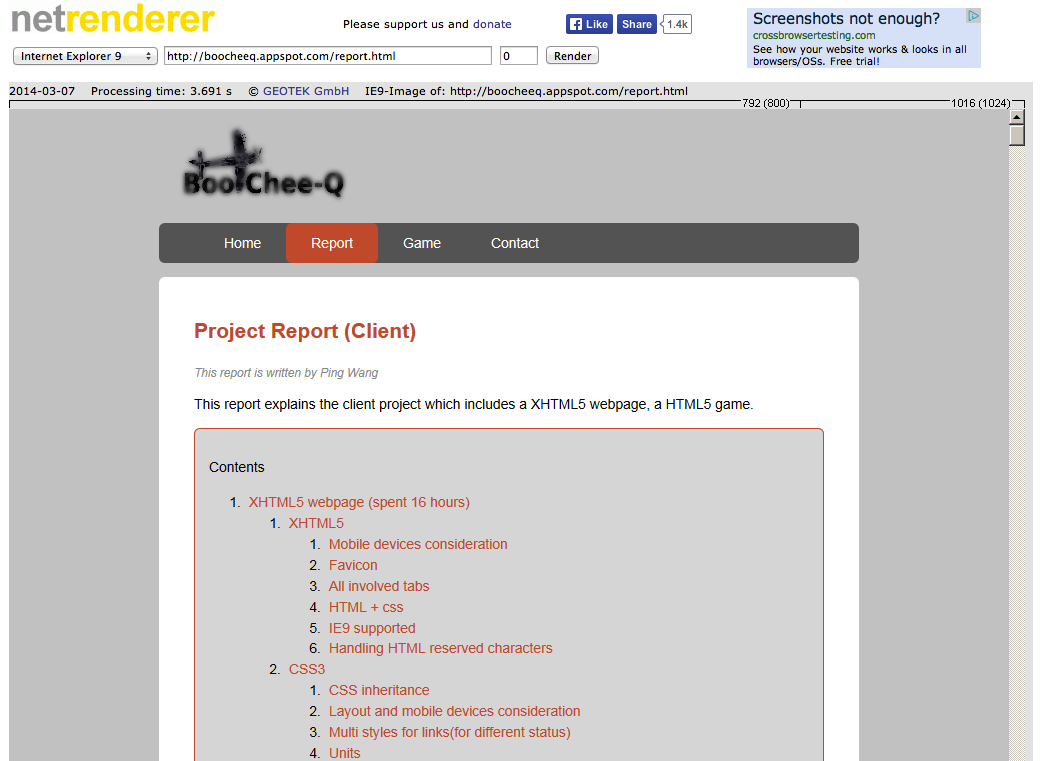 netrenderer
Please support us and donate
Like Share 1.4k
Screenshots not enough?
crossbrowsertesting.com
See how your website works & looks in all
browsers/OSs. Free trial!
Internet Explorer 9 http://boocheeq.appspot.com/report.html 0 Render
2014-03-07 Processing time: 3.691 s © GEOTEK GmbH IE9-Image of: http://boocheeq.appspot.com/report.html
792 (800) 1016 (1024)
Boo-Chee-Q
Home Report Game Contact
Project Report (Client)
This report is written by Ping Wang
This report explains the client project which includes a XHTML5 webpage, a HTML5 game.
Contents
1. XHTML5 webpage (spent 16 hours)
1. XHTML5
1. Mobile devices consideration
2. Favicon
3. All involved tabs
4. HTML + css
5. IE9 supported
6. Handling HTML reserved characters
2. CSS3
1. CSS inheritance
2. Layout and mobile devices consideration
3. Multi styles for links(for different status)
4. Units